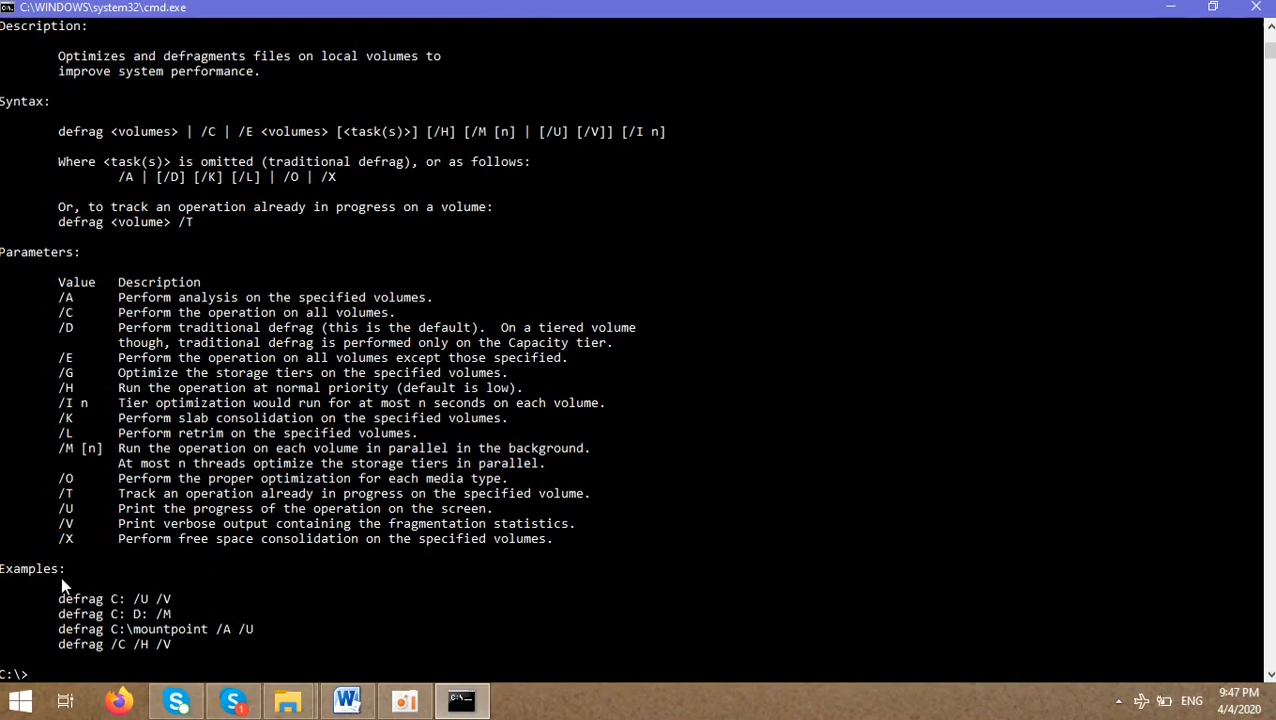 C:\WINDOWS\system32\cmd.exe
Description:
Optimizes and defragments files on local volumes to
improve system performance.
Syntax:
defrag <volumes> | /C | /E <volumes> [<task(s)>] [/H] [/M [n] | [/U] [/V]] [/I n]
Where <task(s)> is omitted (traditional defrag), or as follows:
/A | [/D] [/K] [/L] | /O | /X
Or, to track an operation already in progress on a volume:
defrag <volume> /T
Parameters:
Value Description
/A Perform analysis on the specified volumes.
/C Perform the operation on all volumes.
/D Perform traditional defrag (this is the default). On a tiered volume
though, traditional defrag is performed only on the Capacity tier.
/E Perform the operation on all volumes except those specified.
/G Optimize the storage tiers on the specified volumes.
/H Run the operation at normal priority (default is low).
/I n Tier optimization would run for at most n seconds on each volume.
/K Perform slab consolidation on the specified volumes.
/L Perform retrim on the specified volumes.
/M [n] Run the operation on each volume in parallel in the background.
At most n threads optimize the storage tiers in parallel.
/O Perform the proper optimization for each media type.
/T Track an operation already in progress on the specified volume.
/U Print the progress of the operation on the screen.
/V Print verbose output containing the fragmentation statistics.
/X Perform free space consolidation on the specified volumes.
Examples:
defrag C: /U /V
defrag C: D: /M
defrag C:\mountpoint /A /U
defrag /C /H /V
C:\>
ENG
9:47 PM
4/4/2020